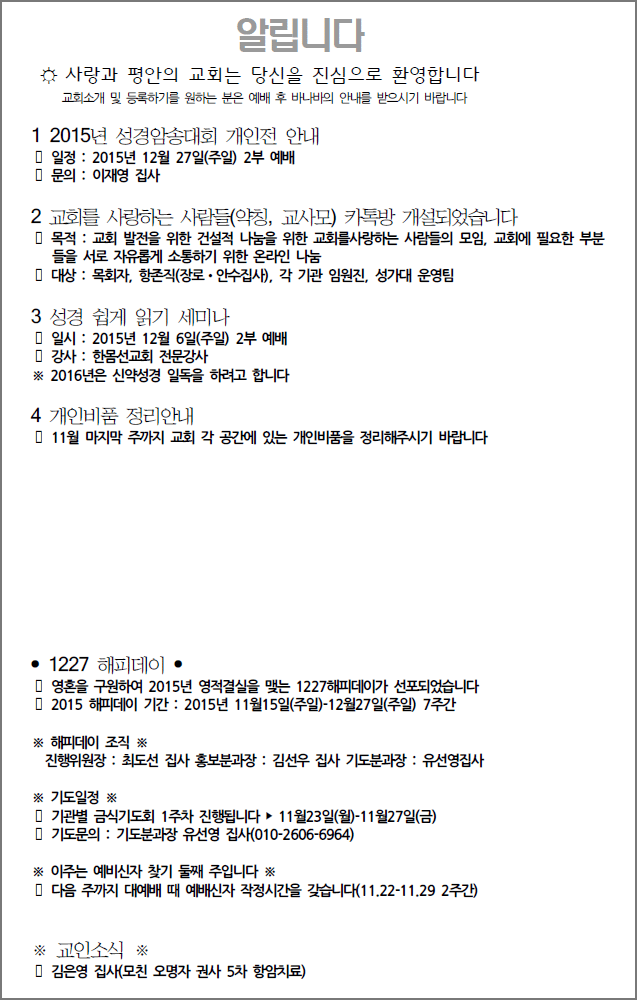 알립니다
☼ 사랑과 평안의 교회는 당신을 진심으로 환영합니다
교회소개 및 등록하기를 원하는 분은 예배 후 바나바의 안내를 받으시기 바랍니다
1 2015년 성경암송대회 개인전 안내
▯ 일정 : 2015년 12월 27일(주일) 2부 예배
▯ 문의 : 이재영 집사
2 교회를 사랑하는 사람들(약칭, 교사모) 카톡방 개설되었습니다
▯ 목적 : 교회 발전을 위한 건설적 나눔을 위한 교회를사랑하는 사람들의 모임, 교회에 필요한 부분
들을 서로 자유롭게 소통하기 위한 온라인 나눔
▯ 대상 : 목회자, 항존직(장로•안수집사), 각 기관 임원진, 성가대 운영팀
3 성경 쉽게 읽기 세미나
▯ 일시 : 2015년 12월 6일(주일) 2부 예배
▯ 강사 : 한몸선교회 전문강사
※ 2016년은 신약성경 일독을 하려고 합니다
4 개인비품 정리안내
▯ 11월 마지막 주까지 교회 각 공간에 있는 개인비품을 정리해주시기 바랍니다
• 1227 해피데이 •
▯ 영혼을 구원하여 2015년 영적결실을 맺는 1227해피데이가 선포되었습니다
▯ 2015 해피데이 기간 : 2015년 11월15일(주일)-12월27일(주일) 7주간
※ 해피데이 조직 ※
진행위원장 : 최도선 집사 홍보분과장 : 김선우 집사 기도분과장 : 유선영집사
※ 기도일정 ※
▯ 기관별 금식기도회 1주차 진행됩니다 ▸ 11월23일(월)-11월27일(금)
▯ 기도문의 : 기도분과장 유선영 집사(010-2606-6964)
※ 이주는 예비신자 찾기 둘째 주입니다 ※
▯ 다음 주까지 대예배 때 예배신자 작정시간을 갖습니다(11.22-11.29 2주간)
※ 교인소식 ※
▯ 김은영 집사(모친 오명자 권사 5차 항암치료)